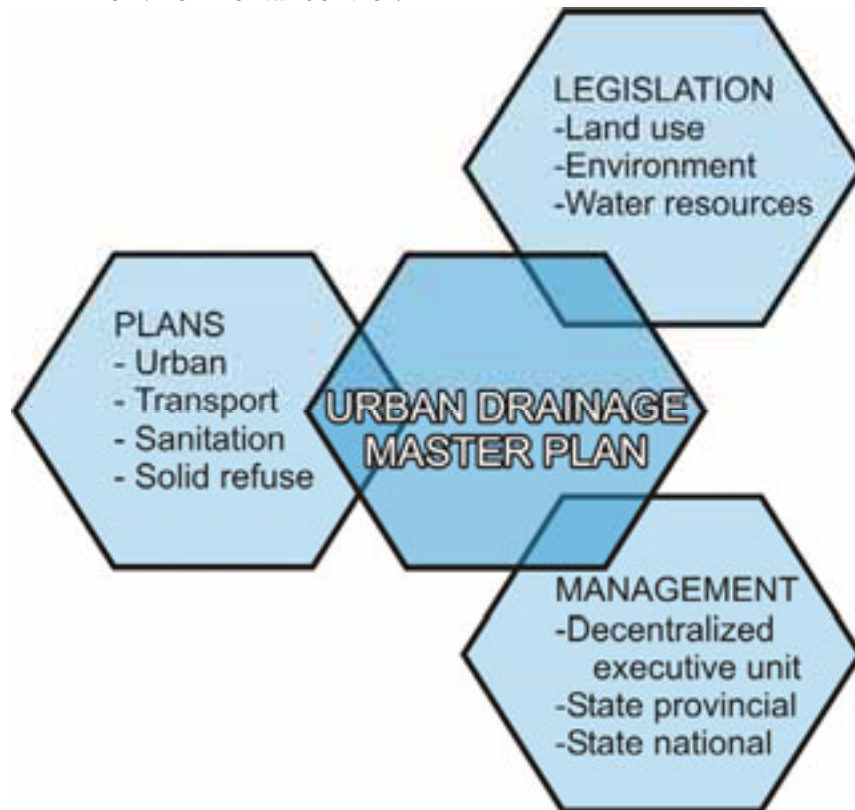 LEGISLATION
-Land use
-Environment
-Water resources
PLANS
- Urban
- Transport
- Sanitation
- Solid refuse
URBAN DRAINAGE
MASTER PLAN
MANAGEMENT
-Decentralized
executive unit
-State provincial
-State national